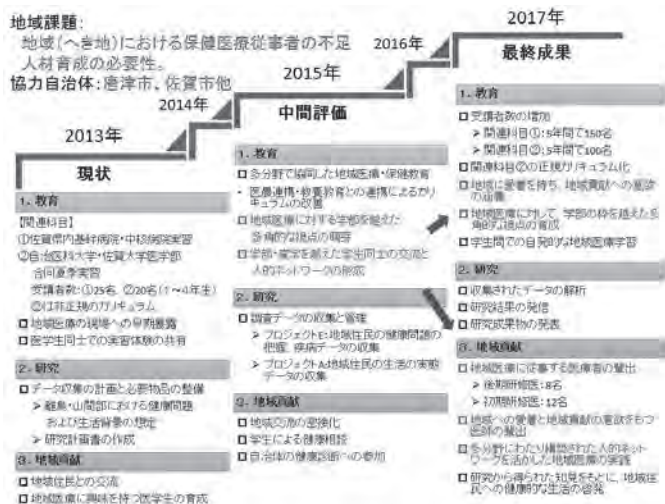 地域課題:
地域(へき地)における保健医療従事者の不足
人材育成の必要性。
協力自治体:唐津市、佐賀市他
2013年
現状
1. 教育
【関連科目】
①佐賀県内基幹病院・中核病院実習
②自治医科大学・佐賀大学医学部
合同夏季実習
受講者数:①25名 ②20名(1~4年生)
②は非正規のカリキュラム
地域医療の現場への早期暴露
医学生同士での実習体験の共有
2. 研究
データ収集の計画と必要物品の整備
離島・山間部における健康問題
および生活背景の想定
研究計画書の作成
3. 地域貢献
地域住民との交流
地域医療に興味を持つ医学生の育成
2014年
2015年
中間評価
1. 教育
多分野で協同した地域医療・保健教育
医農連携・教養教育との連携によるカリ
キュラムの改善
地域医療に対する学部を越えた
多角的な視点の萌芽
学部・産学を越えた学生同士の交流と
人的ネットワークの形成
2. 研究
調査データの収集と管理
プロジェクトE:地域住民の健康問題の
把握、疾病データの収集
プロジェクトA:地域住民の生活の実態
データの収集
3. 地域貢献
地域交流の密接化
学生による健康相談
自治体の健康診断への参加
2016年
2017年
最終成果
1. 教育
受講者数の増加
関連科目①:5年間で150名
関連科目②:5年間で100名
関連科目②の正規カリキュラム化
地域に愛着を持ち、地域貢献への意欲
の涵養
地域医療に対して、学部の枠を越えた多
角的な視点の育成
学生間での自発的な地域医療学習
2. 研究
収集されたデータの解析
研究結果の発信
研究成果物の発表
3. 地域貢献
地域医療に従事する医療者の輩出
後期研修医:8名
初期研修医:12名
地域への愛着と地域貢献の意欲をもつ
医師の輩出
多分野にわたり構築された人的ネット
ワークを活かした地域医療の実践
研究から得られた知見をもとに、地域住
民への健康的な生活の啓発